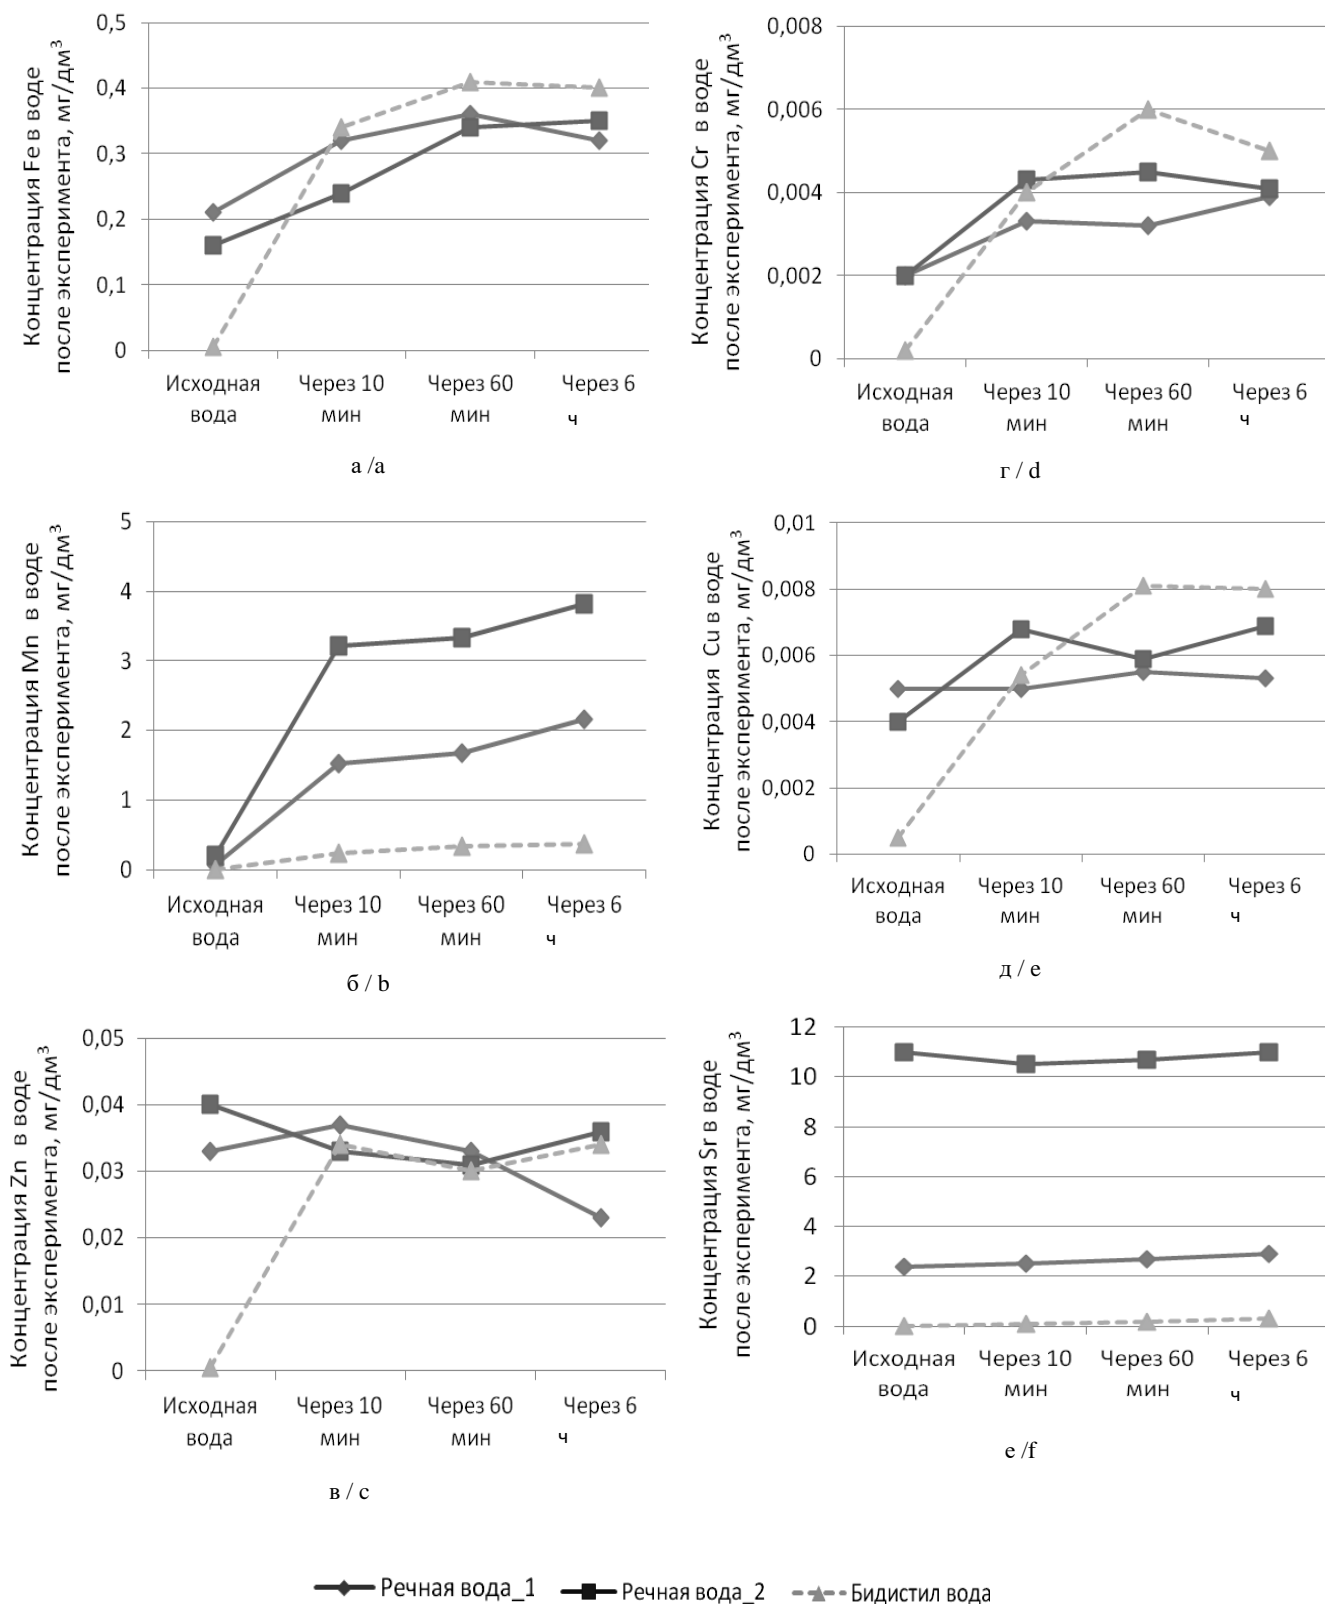 Концентрация Fe в воде
после эксперимента, мг/дм³
0,5
0,4
0,3
0,2
0,1
0
Исходная
вода
Через 10
мин
Через 60
мин
Через 6
ч
а /a
Концентрация Cr в воде
после эксперимента, мг/дм³
0,008
0,006
0,004
0,002
0
Исходная
вода
Через 10
мин
Через 60
мин
Через 6
ч
г / d
Концентрация Mn в воде
после эксперимента, мг/дм³
5
4
3
2
1
0
Исходная
вода
Через 10
мин
Через 60
мин
Через 6
ч
б / b
Концентрация Cu в воде
после эксперимента, мг/дм³
0,01
0,008
0,006
0,004
0,002
0
Исходная
вода
Через 10
мин
Через 60
мин
Через 6
ч
д / e
Концентрация Zn в воде
после эксперимента, мг/дм³
0,05
0,04
0,03
0,02
0,01
0
Исходная
вода
Через 10
мин
Через 60
мин
Через 6
ч
в / c
Концентрация Sr в воде
после эксперимента, мг/дм³
12
10
8
6
4
2
0
Исходная
вода
Через 10
мин
Через 60
мин
Через 6
ч
е /f
Речная вода_1
Речная вода_2
Бидистил вода